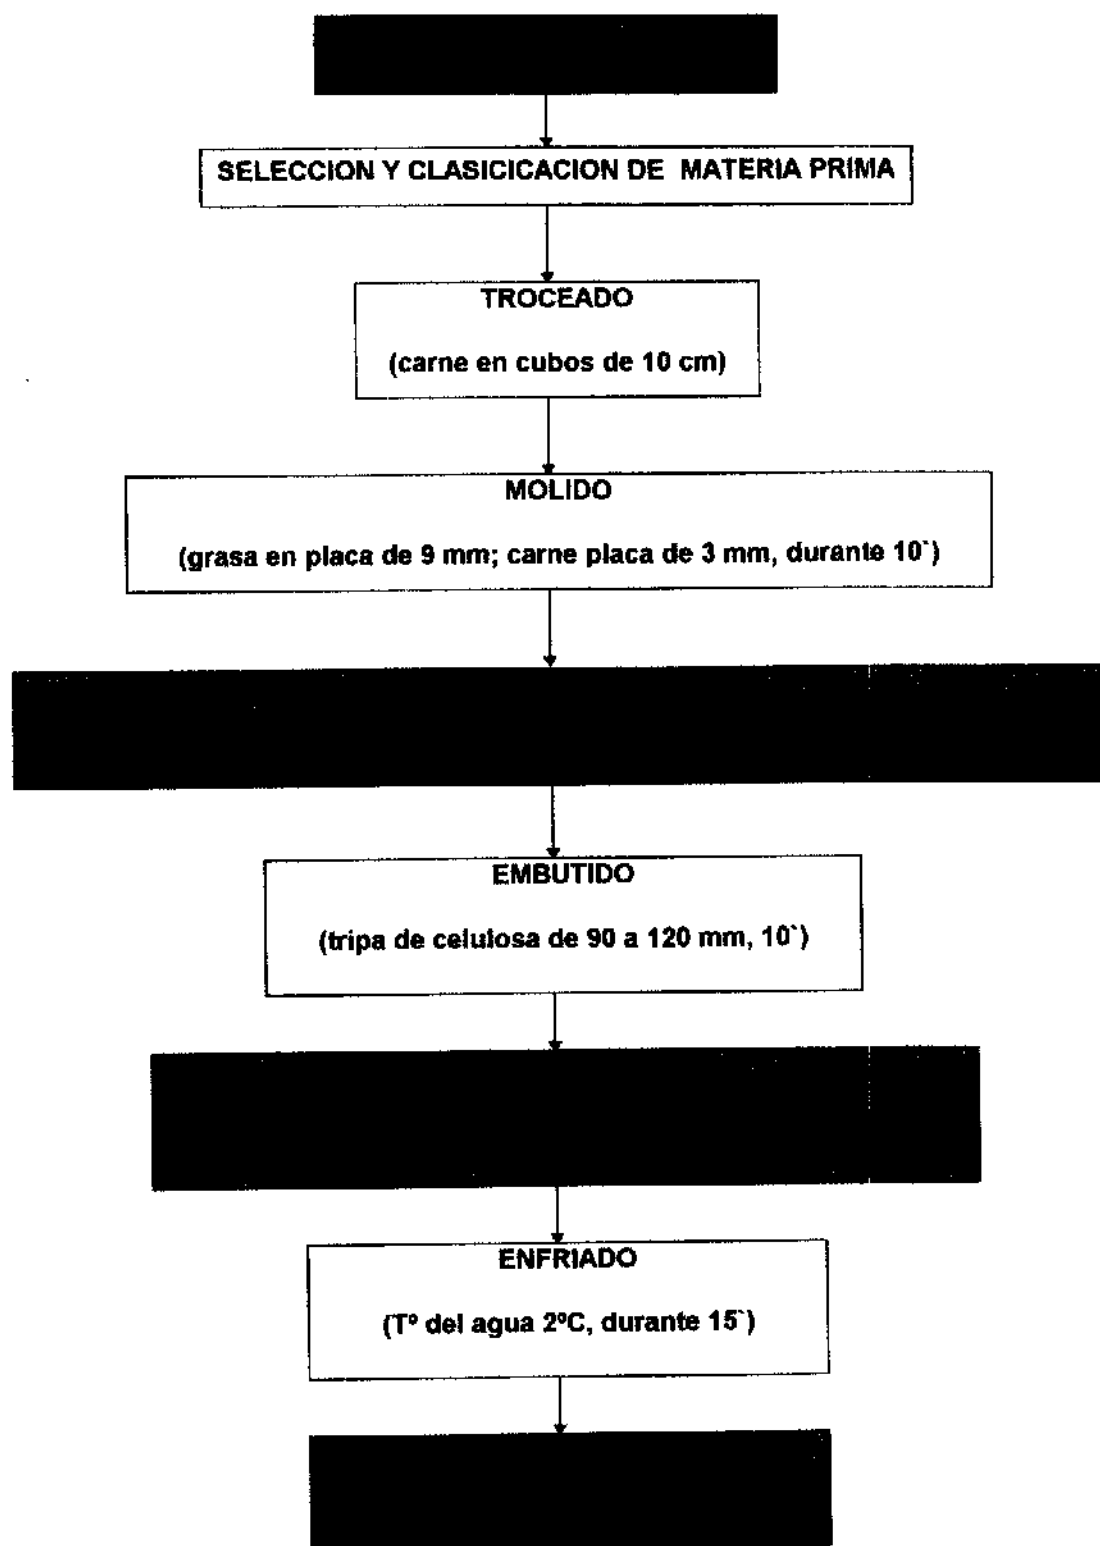 SELECCION Y CLASICICACION DE MATERIA PRIMA
TROCEADO
(carne en cubos de 10 cm)
MOLIDO
(grasa en placa de 9 mm; carne placa de 3 mm, durante 10`)
EMBUTIDO
(tripa de celulosa de 90 a 120 mm, 10`)
ENFRIADO
(Tº del agua 2ºC, durante 15`)